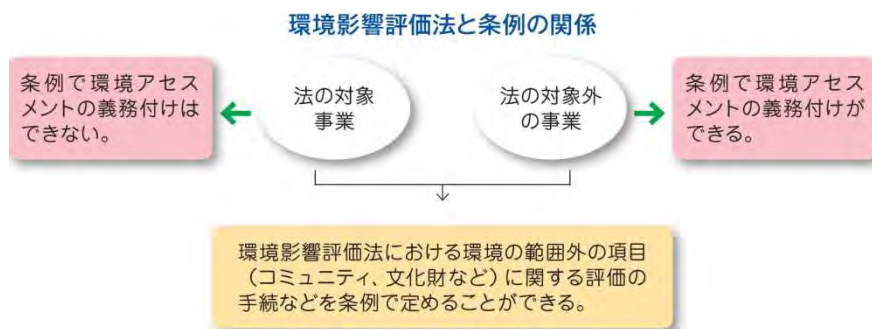 環境影響評価法と条例の関係
条例で環境アセス
メントの義務付けは
できない。
法の対象
事業
法の対象外
の事業
条例で環境アセス
メントの義務付けが
できる。
環境影響評価法における環境の範囲外の項目
（コミュニティ、文化財など）に関する評価の
手続などを条例で定めることができる。